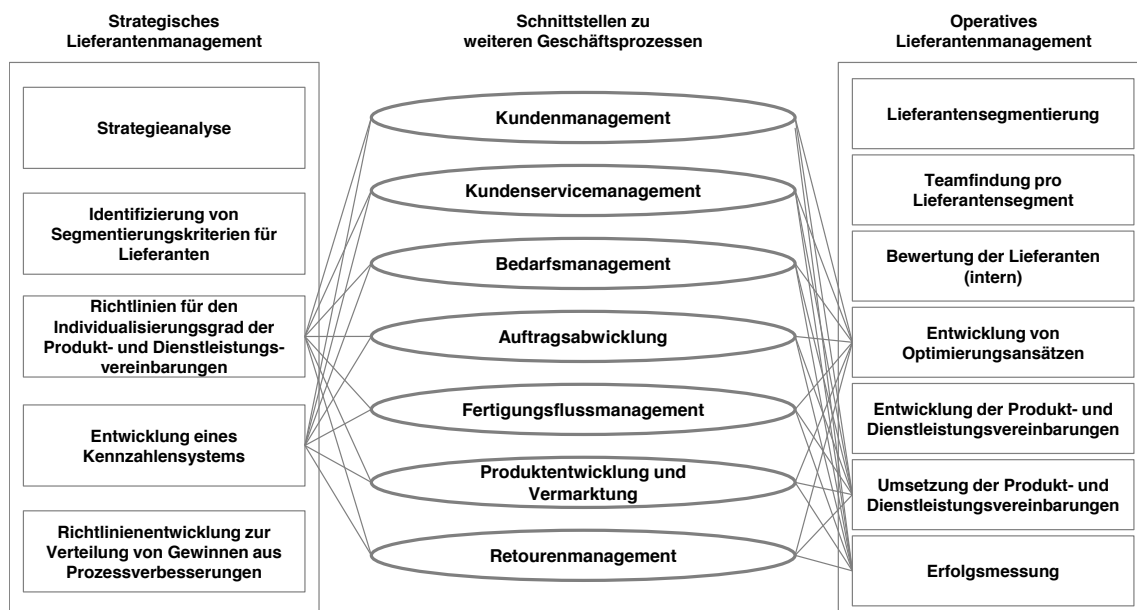 Strategisches
Lieferantenmanagement
Strategieanalyse
Identifizierung von
Segmentierungskriterien für
Lieferanten
Richtlinien für den
Individualisierungsgrad der
Produkt- und Dienstleistungs-
vereinbarungen
Entwicklung eines
Kennzahlensystems
Richtlinienentwicklung zur
Verteilung von Gewinnen aus
Prozessverbesserungen
Schnittstellen zu
weiteren Geschäftsprozessen
Kundenmanagement
Kundenservicemanagement
Bedarfsmanagement
Auftragsabwicklung
Fertigungsflussmanagement
Produktentwicklung und
Vermarktung
Retourenmanagement
Operatives
Lieferantenmanagement
Lieferantensegmentierung
Teamfindung pro
Lieferantensegment
Bewertung der Lieferanten
(intern)
Entwicklung von
Optimierungsansätzen
Entwicklung der Produkt- und
Dienstleistungsvereinbarungen
Umsetzung der Produkt- und
Dienstleistungsvereinbarungen
Erfolgsmessung